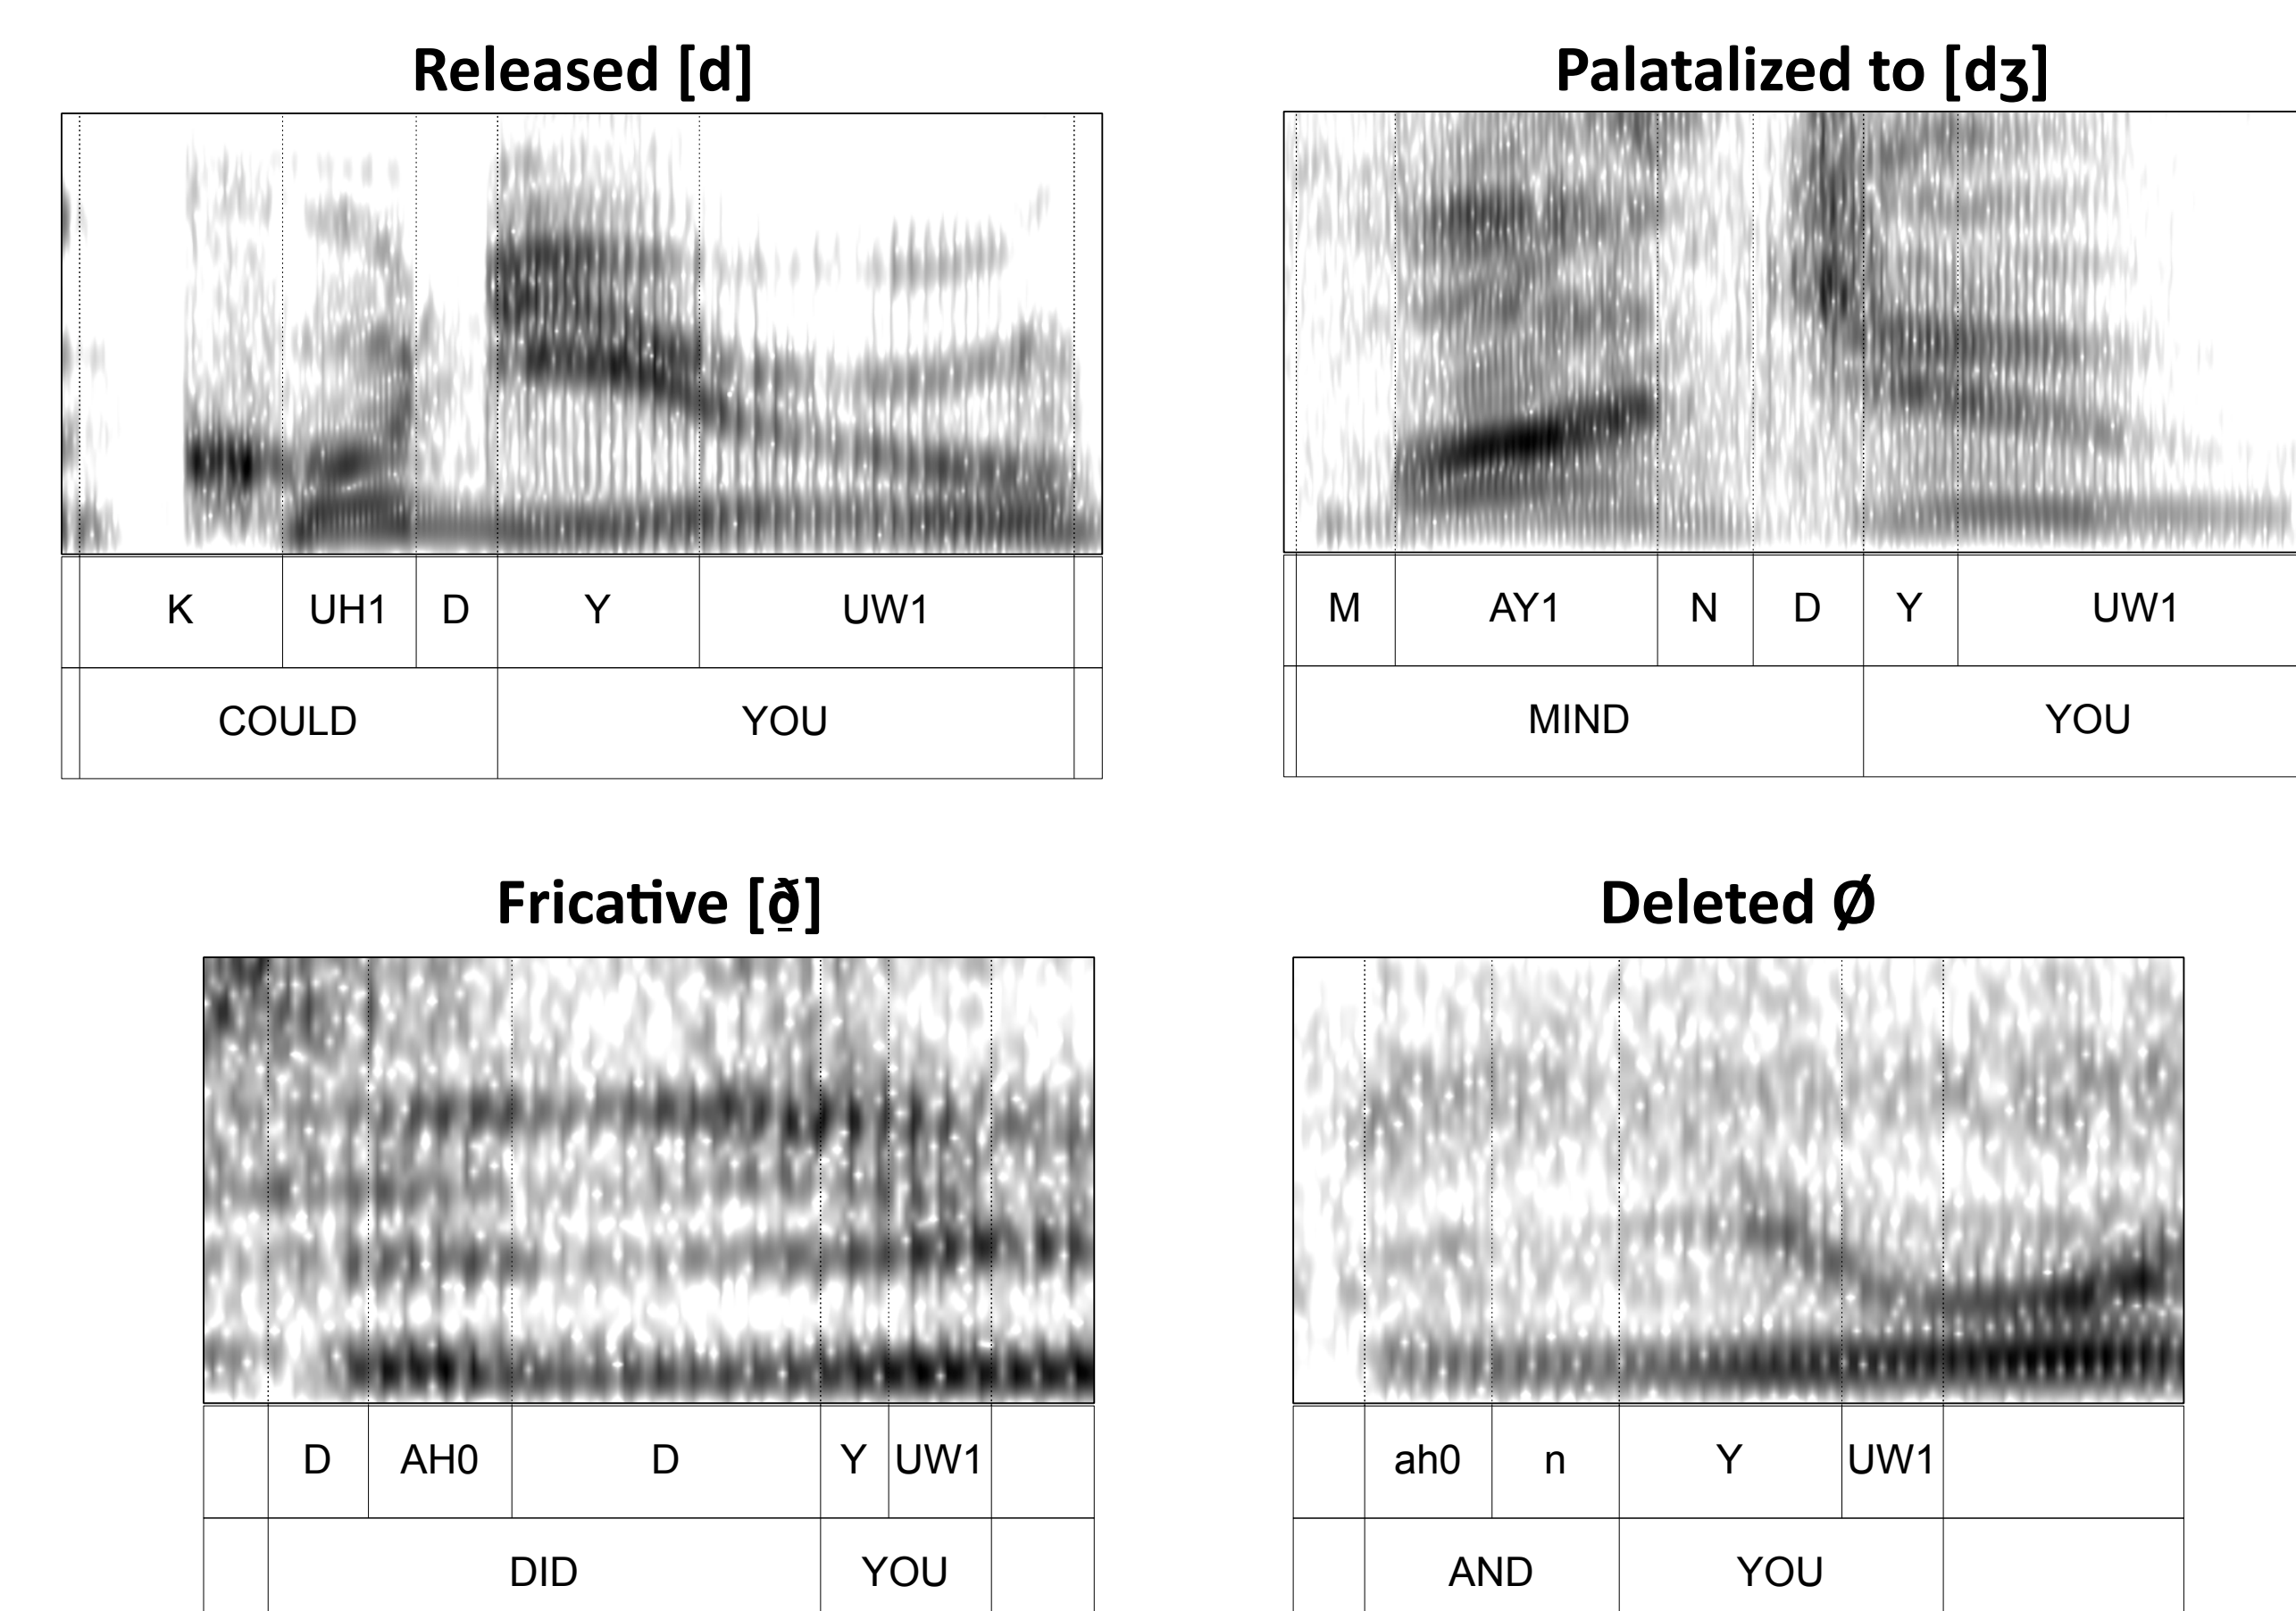 Released [d]
K UH1 D Y UW1
COULD YOU
Palatalized to [dʒ]
M AY1 N D Y UW1
MIND YOU
Fricative [ð̠]
D AH0 D Y UW1
DID YOU
Deleted Ø
ah0 n Y UW1
AND YOU